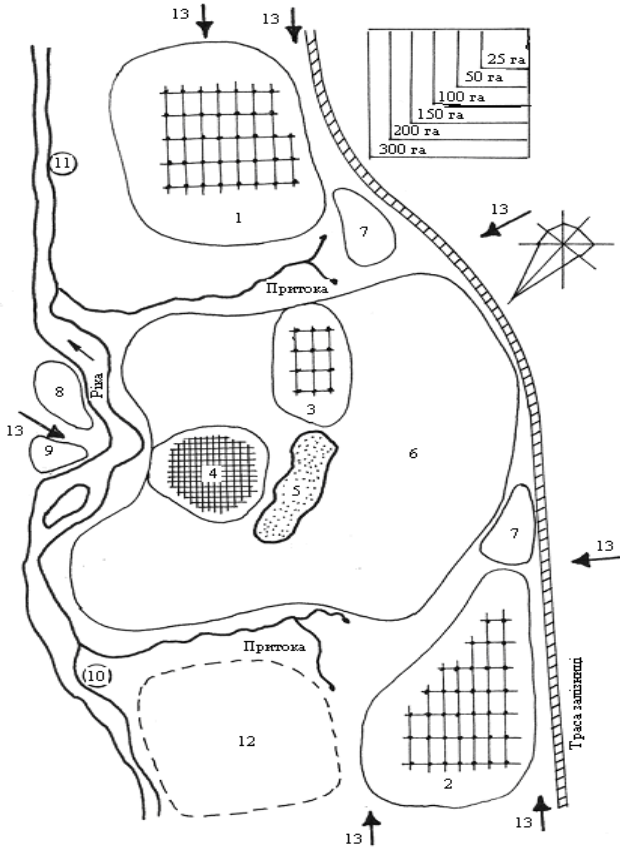 13
13
25 га
50 га
100 га
150 га
200 га
300 га
11
1
7
13
Притока
8
Ріка
3
13
9
4
5
6
7
13
Притока
10
12
2
Траса залізниці
13
13